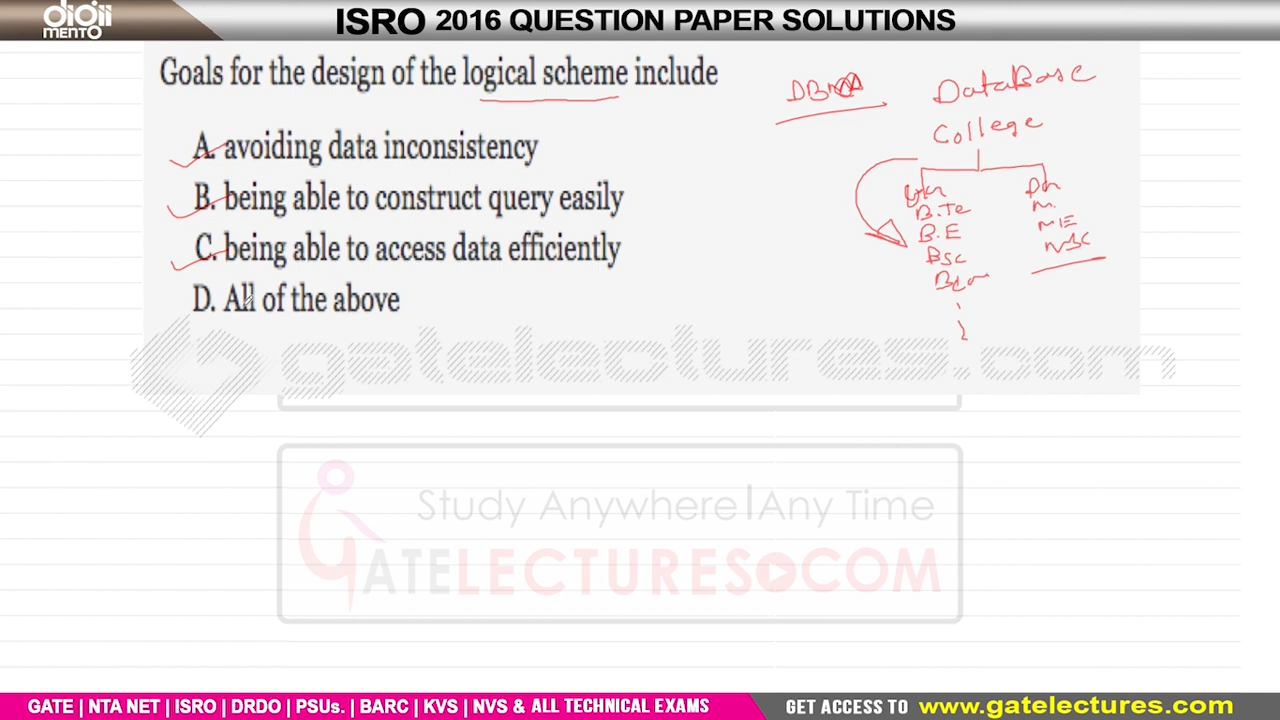 digiimento
ISRO 2016 QUESTION PAPER SOLUTIONS
Goals for the design of the logical scheme include
A. avoiding data inconsistency
B. being able to construct query easily
C. being able to access data efficiently
D. All of the above
DataBase
College
B.Te
B.E
BSC
M.
ME
gatelectures.com
Study Anywhere|Any Time
GATELECTURES.COM
GATE | NTA NET | ISRO | DRDO | PSUs. | BARC | KVS | NVS & ALL TECHNICAL EXAMS
GET ACCESS TO www.gatelectures.com